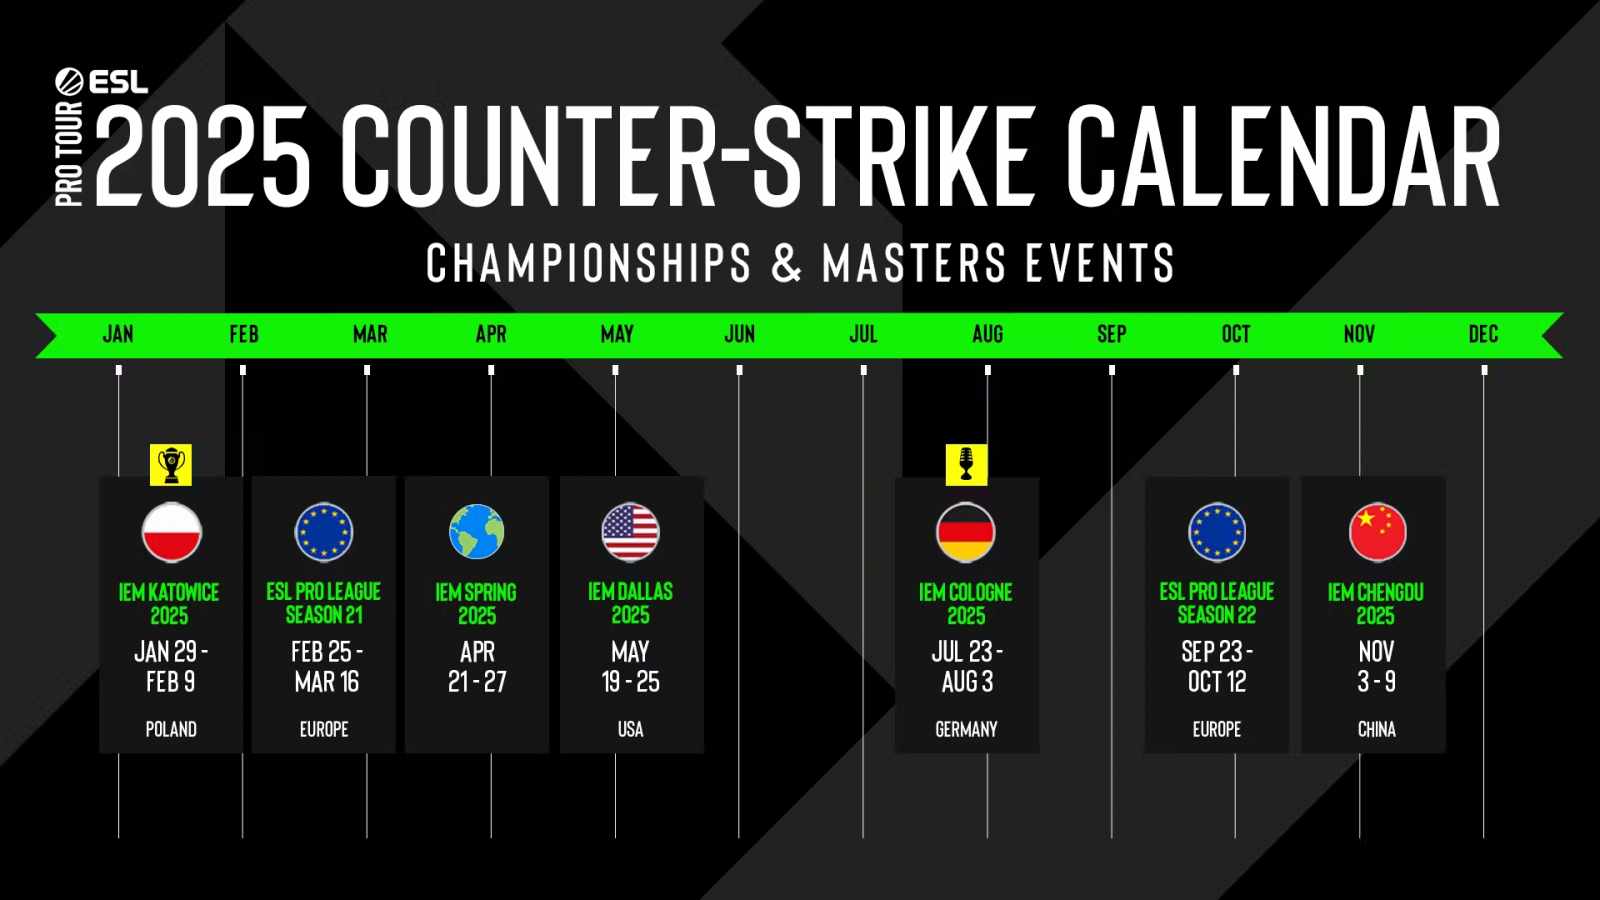 ESL
PRO TOUR
2025 COUNTER-STRIKE CALENDAR
CHAMPIONSHIPS & MASTERS EVENTS
JAN FEB MAR APR MAY JUN JUL AUG SEP OCT NOV DEC
IEM KATOWICE
2025
JAN 29 -
FEB 9
POLAND
ESL PRO LEAGUE
SEASON 21
FEB 25 -
MAR 16
EUROPE
IEM SPRING
2025
APR
21 - 27
IEM DALLAS
2025
MAY
19 - 25
USA
IEM COLOGNE
2025
JUL 23 -
AUG 3
GERMANY
ESL PRO LEAGUE
SEASON 22
SEP 23 -
OCT 12
EUROPE
IEM CHENGDU
2025
NOV
3 - 9
CHINA